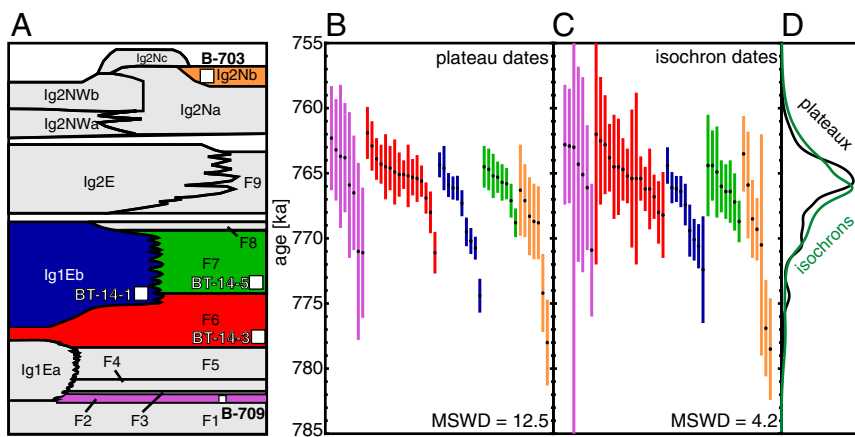 A
B
C
D
Ig2Nc
B-703
Ig2Nb
Ig2NWb
Ig2Na
Ig2NWa
Ig2E
F9
F8
Ig1Eb
F7
BT-14-1
BT-14-5
F6
BT-14-3
Ig1Ea
F4
F5
F2
F3
F1
B-709
age [ka]
755
760
765
770
775
780
785
plateau dates
MSWD = 12.5
isochron dates
MSWD = 4.2
plateaux
isochrons